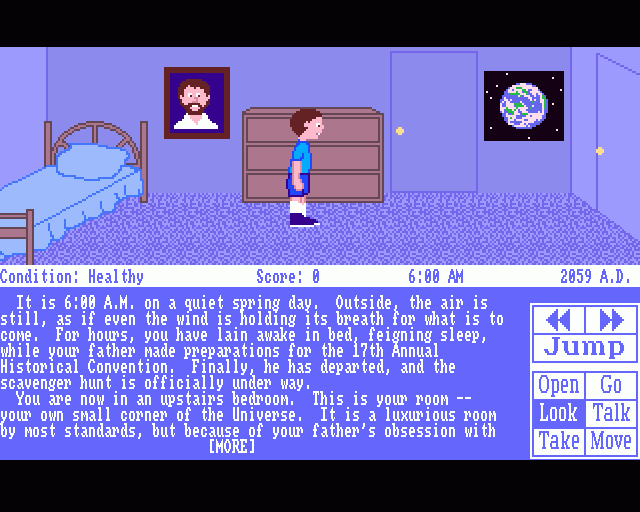 Condition: Healthy Score: 0 6:00 AM 2059 A.D.
It is 6:00 A.M. on a quiet spring day. Outside, the air is
still, as if even the wind is holding its breath for what is to
come. For hours, you have lain awake in bed, feigning sleep,
while your father made preparations for the 17th Annual
Historical Convention. Finally, he has departed, and the
scavenger hunt is officially under way.
You are now in an upstairs bedroom. This is your room --
your own small corner of the Universe. It is a luxurious room
by most standards, but because of your father's obsession with
[MORE]
Jump
Open Go
Look Talk
Take Move